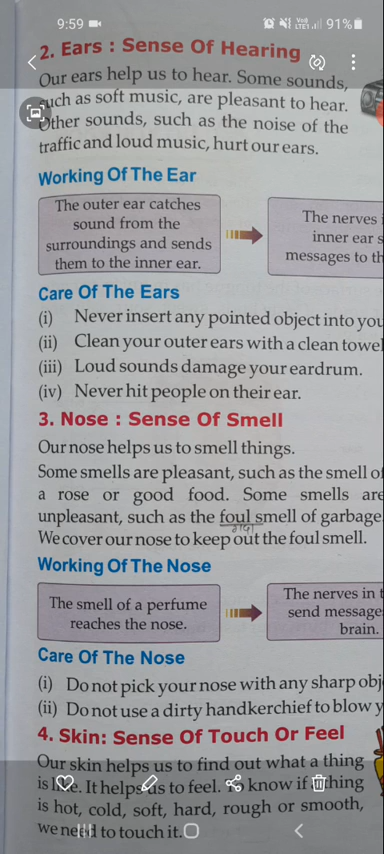 9:59
91%
2. Ears : Sense Of Hearing
Our ears help us to hear. Some sounds,
such as soft music, are pleasant to hear.
Other sounds, such as the noise of the
traffic and loud music, hurt our ears.
Working Of The Ear
The outer ear catches
sound from the
surroundings and sends
them to the inner ear.
The nerves
inner ear s
messages to th
Care Of The Ears
(i) Never insert any pointed object into you
(ii) Clean your outer ears with a clean towel
(iii) Loud sounds damage your eardrum.
(iv) Never hit people on their ear.
3. Nose : Sense Of Smell
Our nose helps us to smell things.
Some smells are pleasant, such as the smell of
a rose or good food. Some smells are
unpleasant, such as the foul smell of garbage
We cover our nose to keep out the foul smell.
Working Of The Nose
The smell of a perfume
reaches the nose.
The nerves in t
send message
brain.
Care Of The Nose
(i) Do not pick your nose with any sharp obj
(ii) Do not use a dirty handkerchief to blow y
4. Skin: Sense Of Touch Or Feel
Our skin helps us to find out what a thing
is like. It helps us to feel. To know if a thing
is hot, cold, soft, hard, rough or smooth,
we need to touch it.